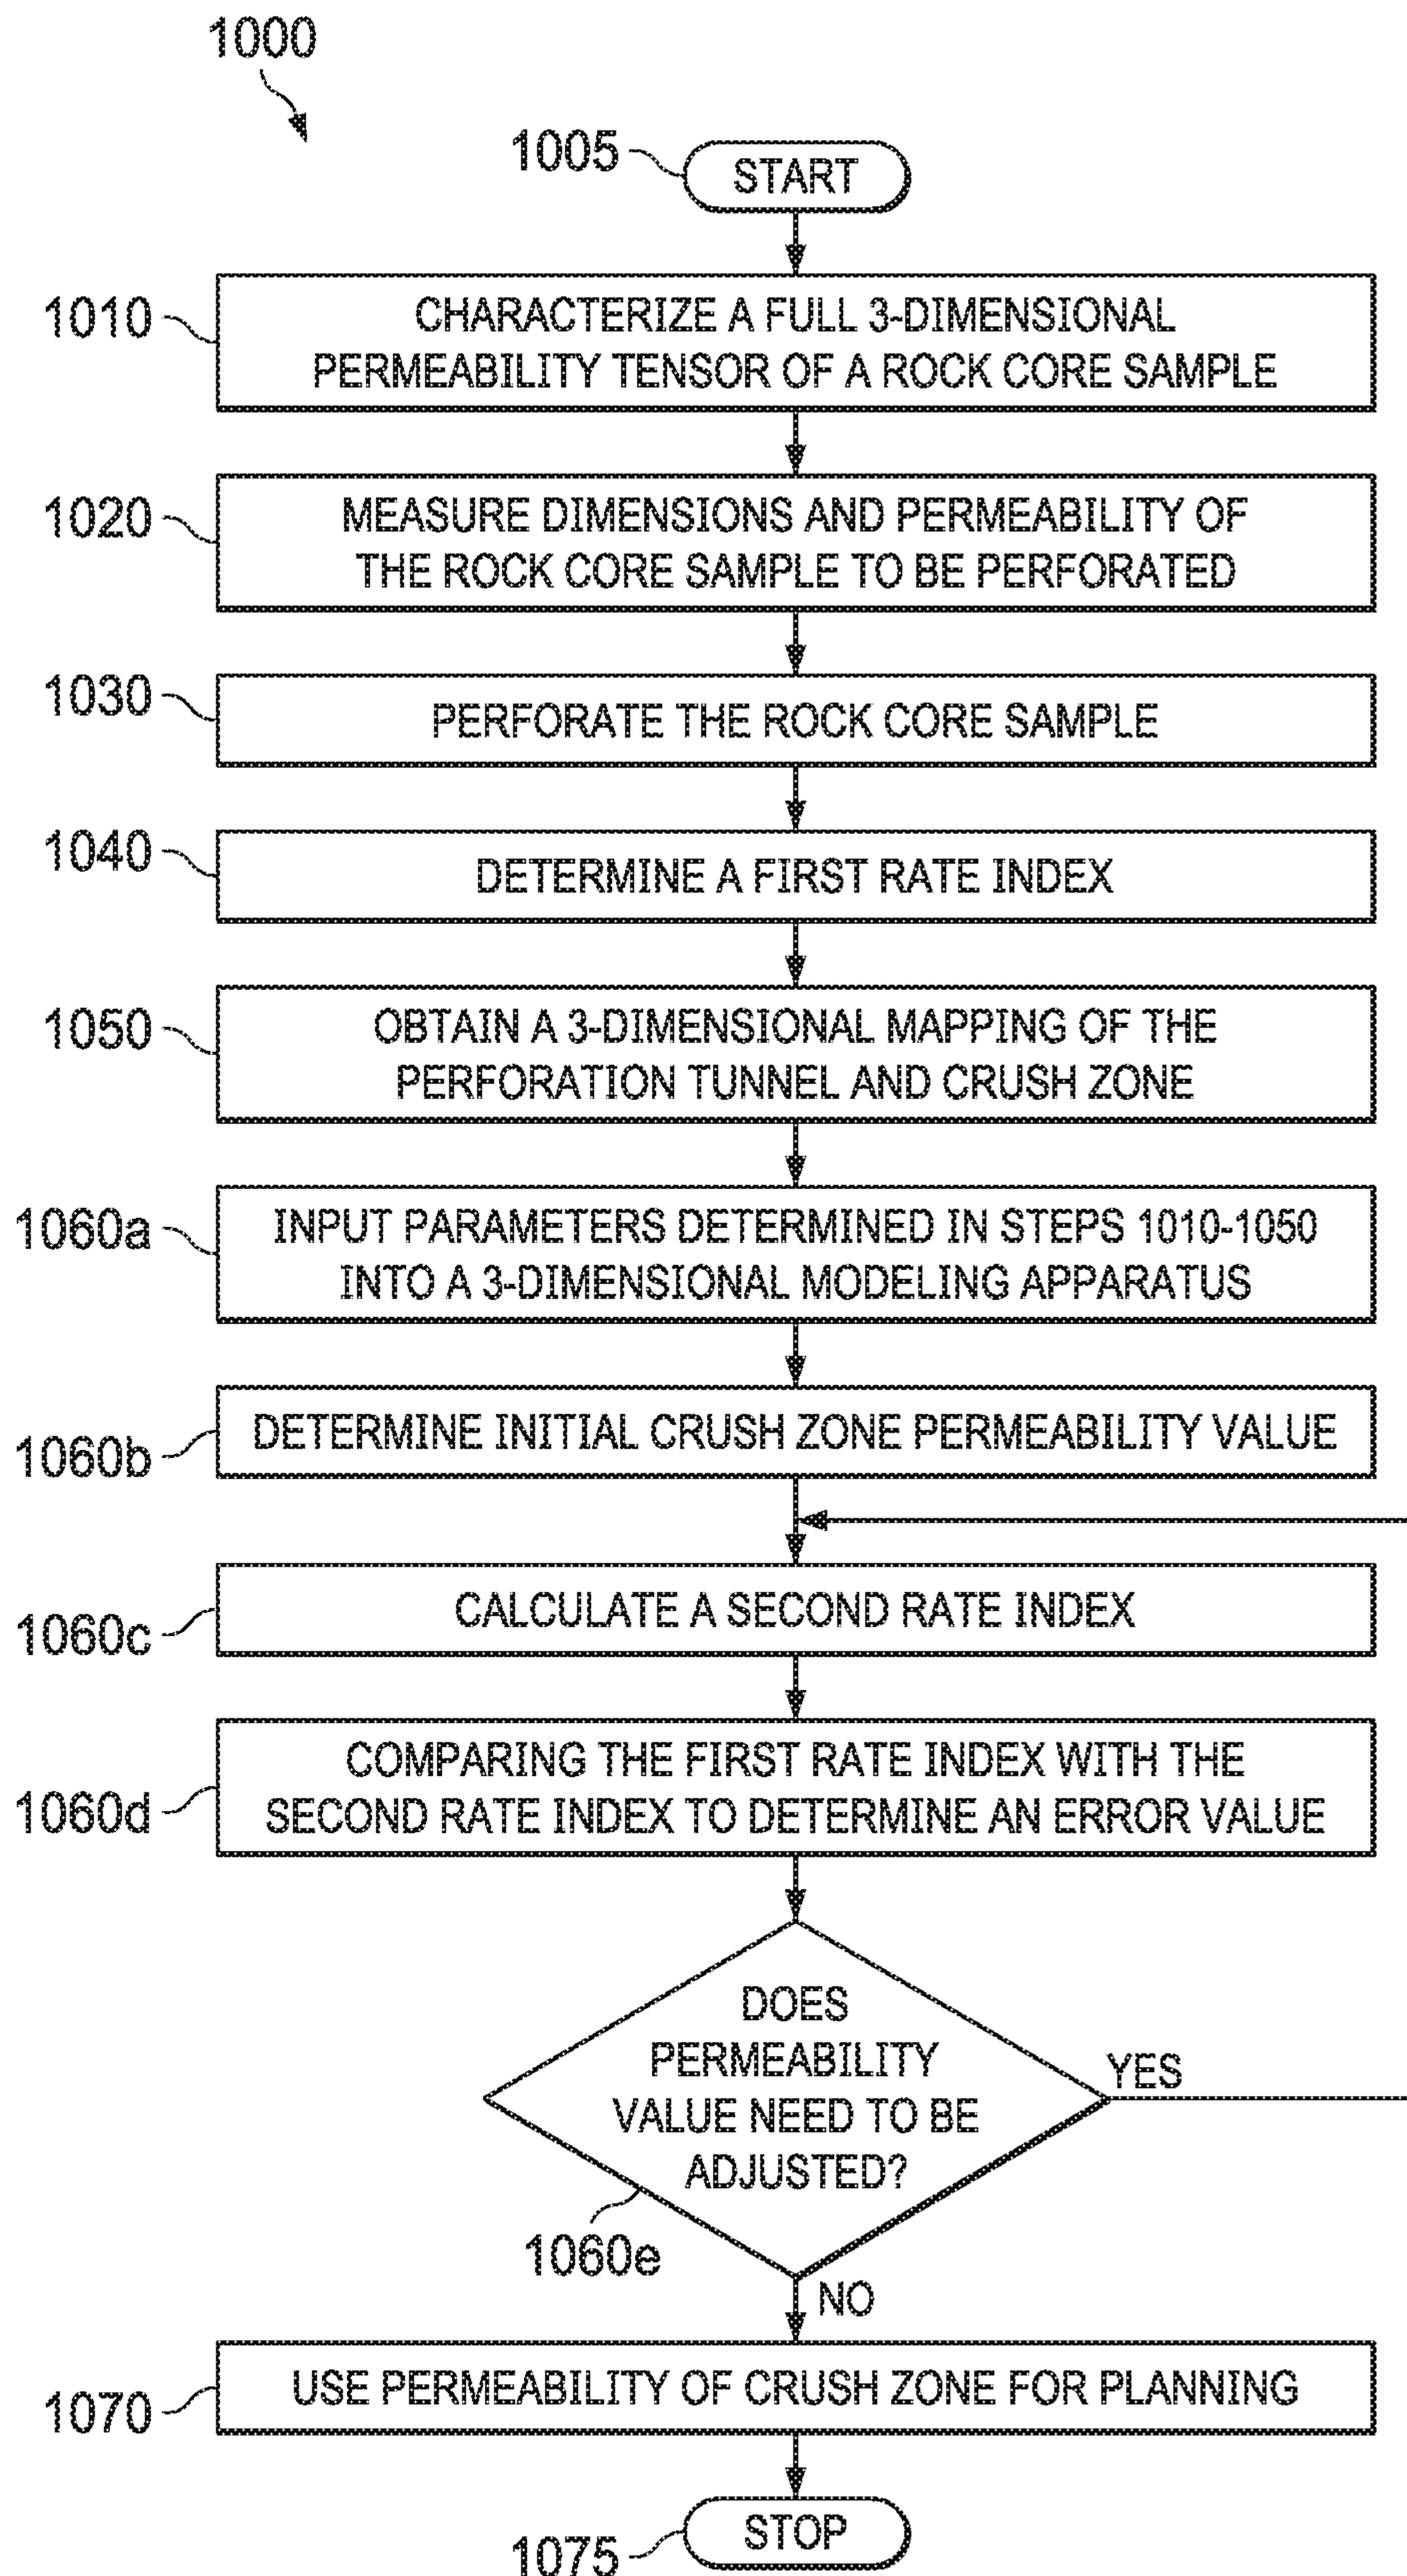 1000
1005
START
1010
CHARACTERIZE A FULL 3-DIMENSIONAL
PERMEABILITY TENSOR OF A ROCK CORE SAMPLE
1020
MEASURE DIMENSIONS AND PERMEABILITY OF
THE ROCK CORE SAMPLE TO BE PERFORATED
1030
PERFORATE THE ROCK CORE SAMPLE
1040
DETERMINE A FIRST RATE INDEX
1050
OBTAIN A 3-DIMENSIONAL MAPPING OF THE
PERFORATION TUNNEL AND CRUSH ZONE
1060a
INPUT PARAMETERS DETERMINED IN STEPS 1010-1050
INTO A 3-DIMENSIONAL MODELING APPARATUS
1060b
DETERMINE INITIAL CRUSH ZONE PERMEABILITY VALUE
1060c
CALCULATE A SECOND RATE INDEX
1060d
COMPARING THE FIRST RATE INDEX WITH THE
SECOND RATE INDEX TO DETERMINE AN ERROR VALUE
DOES
PERMEABILITY
VALUE NEED TO BE
ADJUSTED?
YES
1060e
NO
1070
USE PERMEABILITY OF CRUSH ZONE FOR PLANNING
1075
STOP